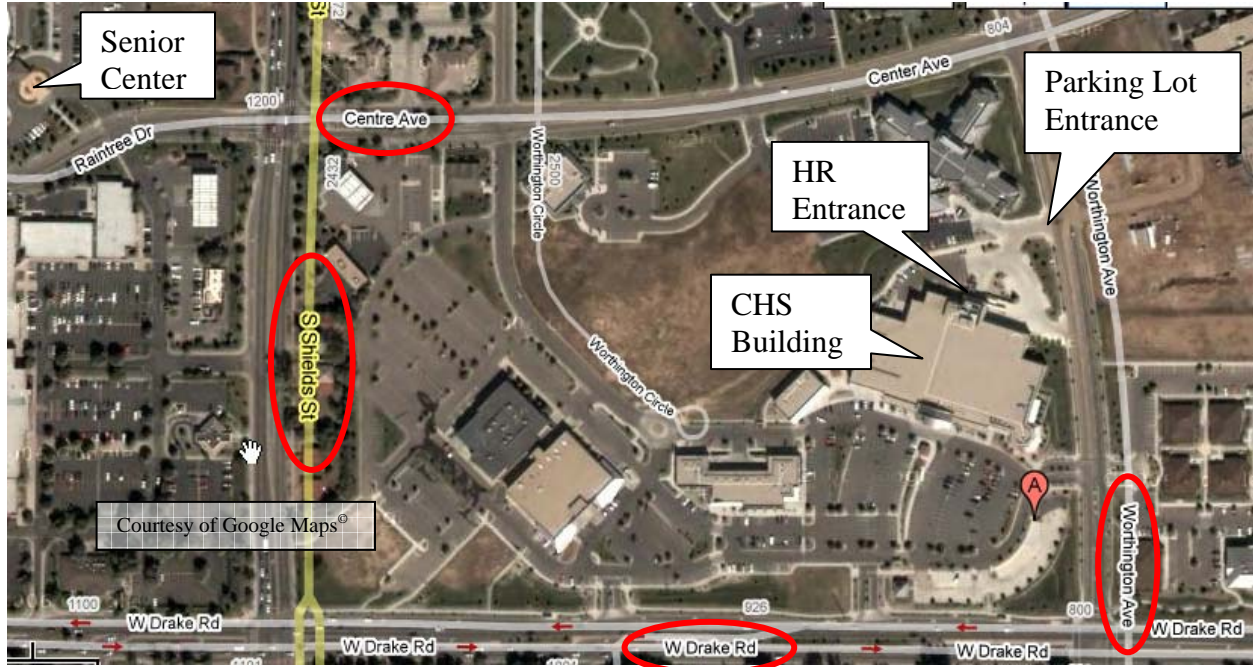 St
72
804
Senior
Center
Center Ave
Parking Lot
Entrance
1200
Centre Ave
Raintree Dr
Worthington Circle
2432
2500
HR
Entrance
Worthington Ave
CHS
Building
S Shields St
Worthington Circle
A
Courtesy of Google Maps©
Worthington Ave
1100
926
800
W Drake Rd
W Drake Rd
W Drake Rd
W Drake Rd
W Drake Rd